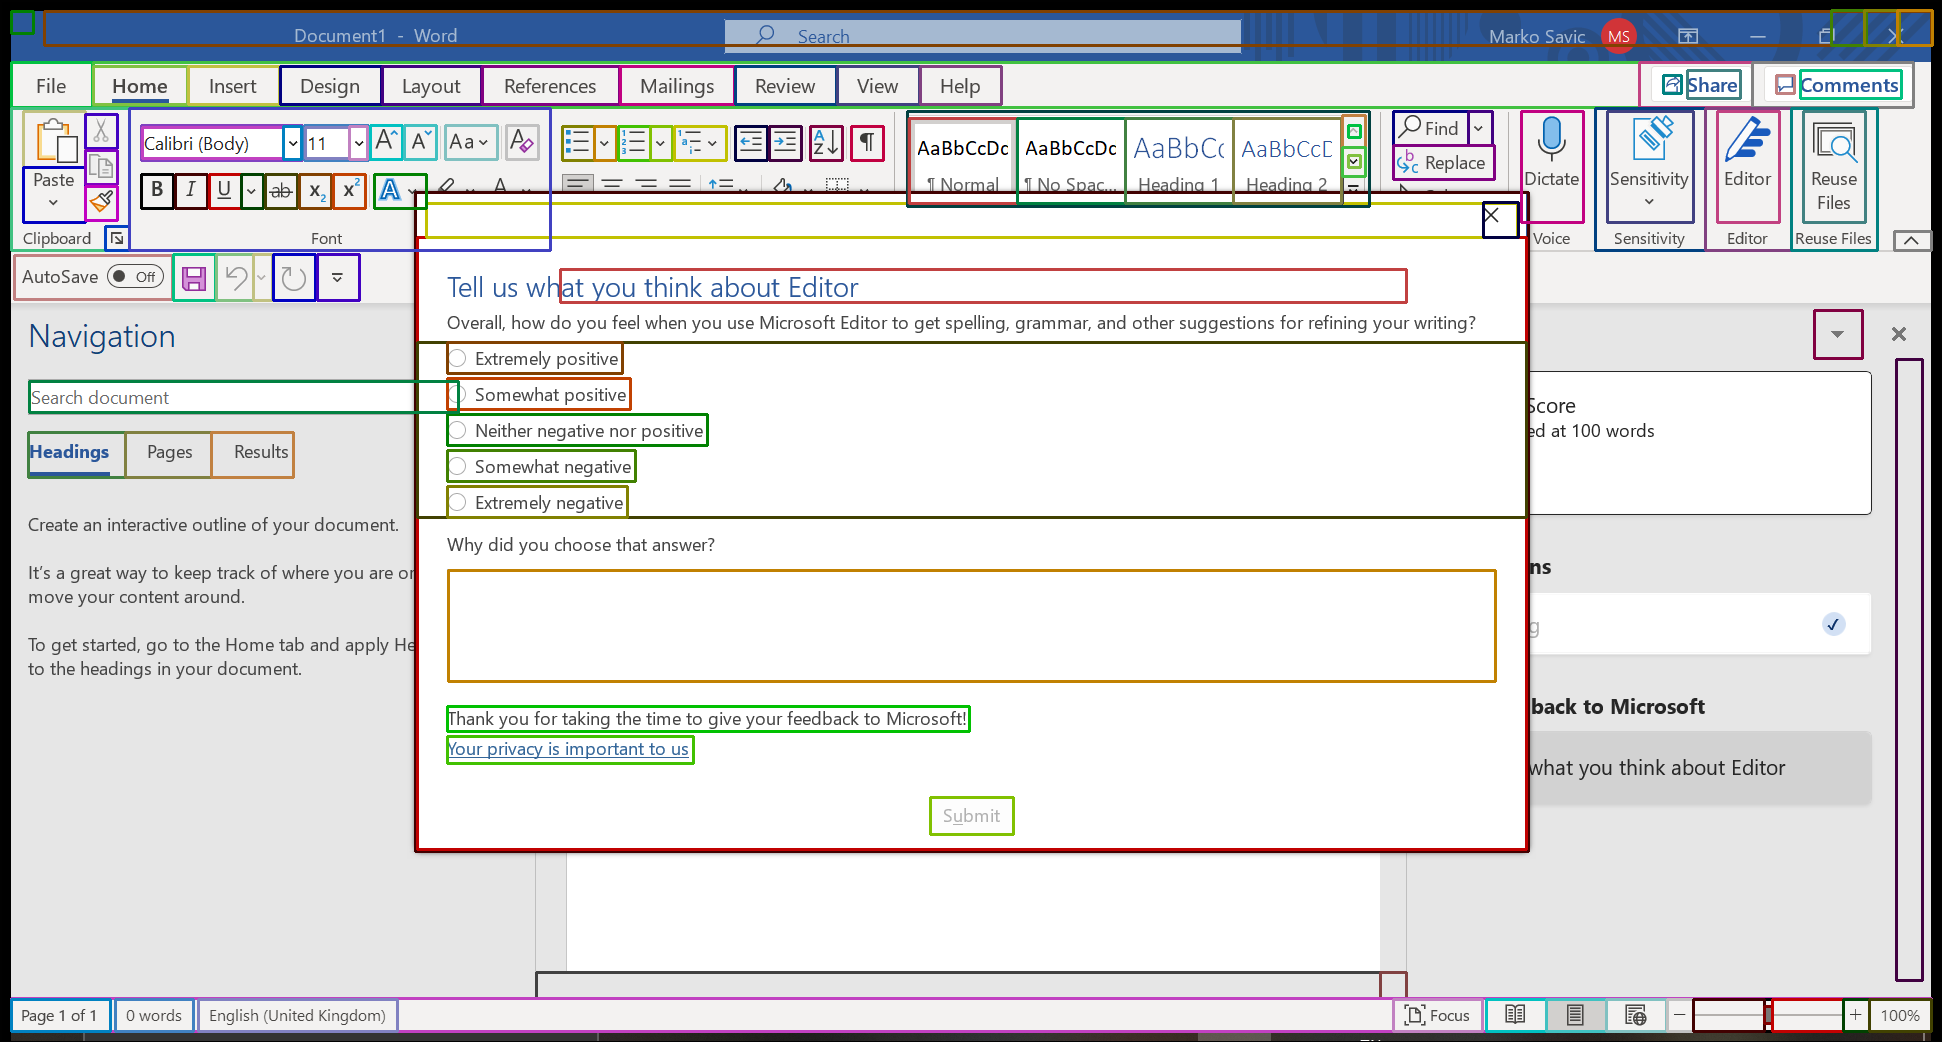 Document1 - Word
Search
Marko Savic
MS
File
Home
Insert
Design
Layout
References
Mailings
Review
View
Help
Share
Comments
Paste
Clipboard
Calibri (Body)
11
Aa
B
I
U
ab
x2
x2
A
Font
AaBbCcDc
¶ Normal
AaBbCcDc
¶ No Spac...
AaBbCc
Heading 1
AaBbCcD
Heading 2
Find
Replace
Dictate
Voice
Sensitivity
Sensitivity
Editor
Editor
Reuse
Files
Reuse Files
AutoSave
Off
Navigation
Search document
Headings
Pages
Results
Create an interactive outline of your document.
It's a great way to keep track of where you are or
move your content around.
To get started, go to the Home tab and apply He
to the headings in your document.
Tell us what you think about Editor
Overall, how do you feel when you use Microsoft Editor to get spelling, grammar, and other suggestions for refining your writing?
Extremely positive
Somewhat positive
Neither negative nor positive
Somewhat negative
Extremely negative
Why did you choose that answer?
Thank you for taking the time to give your feedback to Microsoft!
Your privacy is important to us
Submit
Score
ed at 100 words
ns
g
back to Microsoft
what you think about Editor
Page 1 of 1
0 words
English (United Kingdom)
Focus
100%